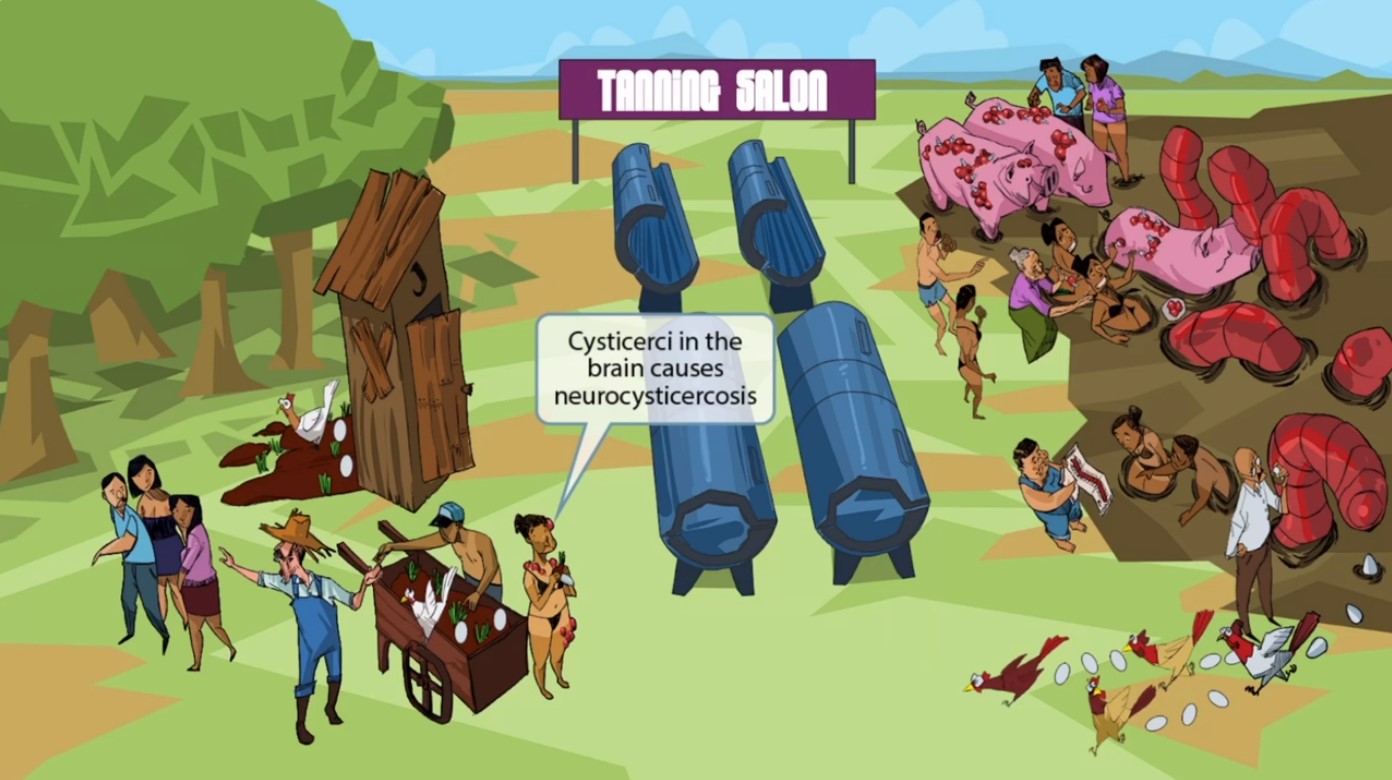 TANNING SALON
Cysticerci in the
brain causes
neurocysticercosis